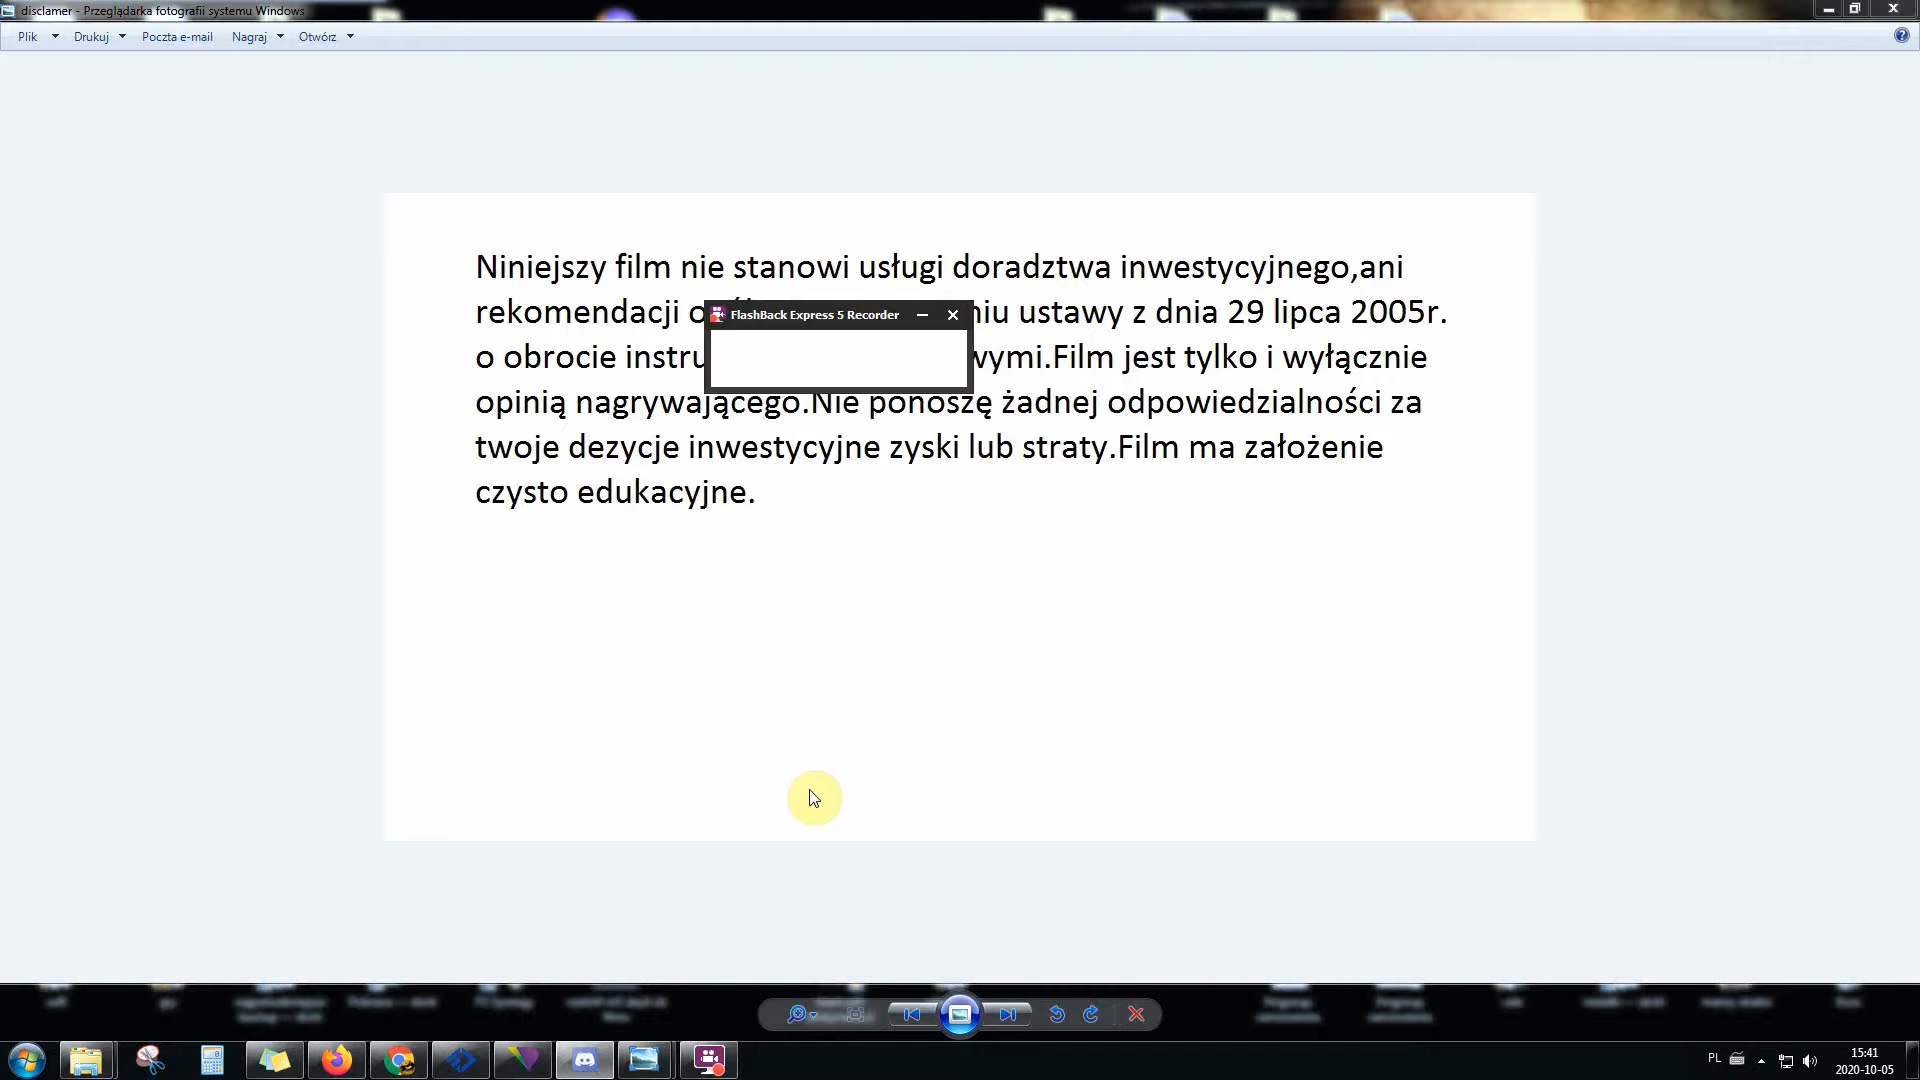 disclamer - Przeglądarka fotografii systemu Windows
Plik Drukuj Poczta e-mail Nagraj Otwórz
Niniejszy film nie stanowi usługi doradztwa inwestycyjnego,ani
rekomendacji ustawy z dnia 29 lipca 2005r.
FlashBack Express 5 Recorder
o obrocie wymi.Film jest tylko i wyłącznie
opinią nagrywającego.Nie ponoszę żadnej odpowiedzialności za
twoje dezycje inwestycyjne zyski lub straty.Film ma założenie
czysto edukacyjne.
PL
15:41
2020-10-05